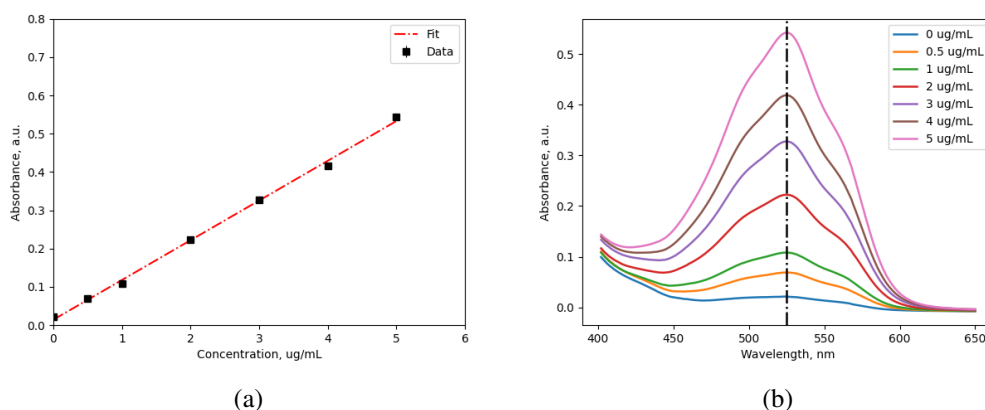 0.8
0.7
0.6
0.5
0.4
0.3
0.2
0.1
0.0
Absorbance, a.u.
Fit
Data
0 1 2 3 4 5 6
Concentration, ug/mL
(a)
0.5
0.4
0.3
0.2
0.1
0.0
Absorbance, a.u.
0 ug/mL
0.5 ug/mL
1 ug/mL
2 ug/mL
3 ug/mL
4 ug/mL
5 ug/mL
400 450 500 550 600 650
Wavelength, nm
(b)